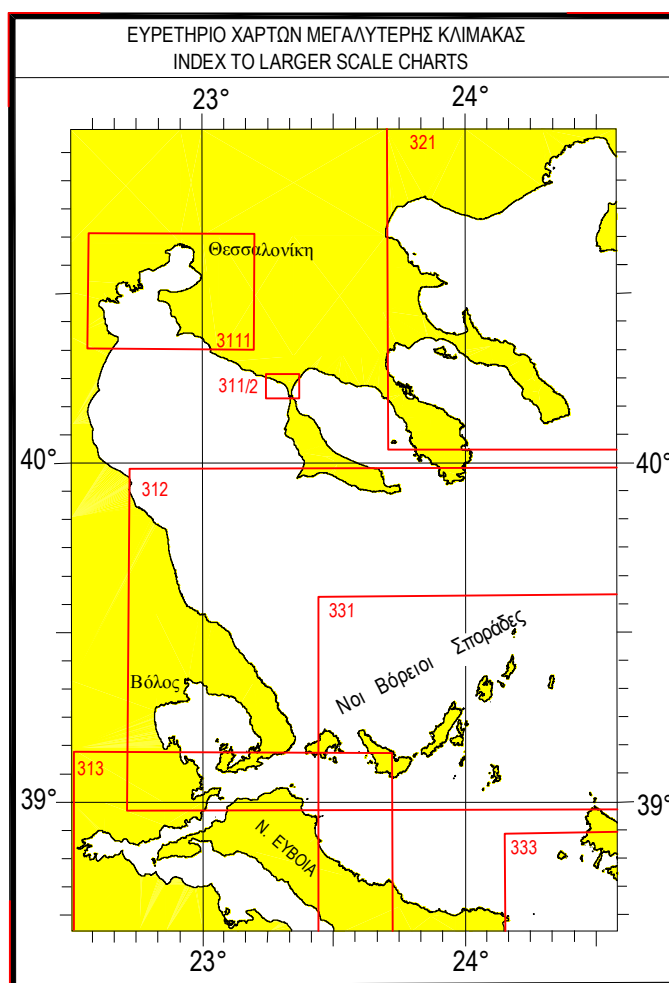 ΕΥΡΕΤΗΡΙΟ ΧΑΡΤΩΝ ΜΕΓΑΛΥΤΕΡΗΣ ΚΛΙΜΑΚΑΣ
INDEX TO LARGER SCALE CHARTS
23° 24°
321
Θεσσαλονίκη
3111
311/2
40° 40°
312
331
Νοι Βόρειοι Σποράδες
Βόλος
313
39° 39°
Ν. ΕΥΒΟΙΑ
333
23° 24°